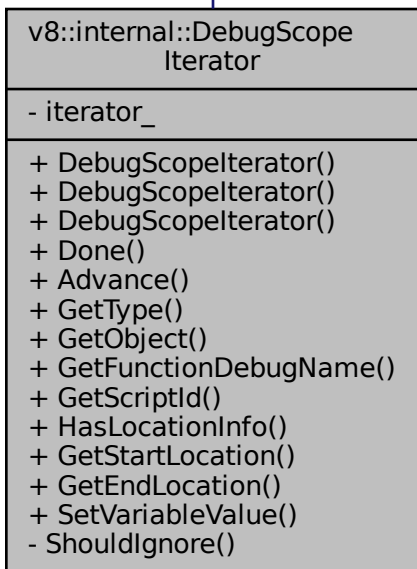 v8::internal::DebugScope
Iterator
- iterator_
+ DebugScopeIterator()
+ DebugScopeIterator()
+ DebugScopeIterator()
+ Done()
+ Advance()
+ GetType()
+ GetObject()
+ GetFunctionDebugName()
+ GetScriptId()
+ HasLocationInfo()
+ GetStartLocation()
+ GetEndLocation()
+ SetVariableValue()
- ShouldIgnore()